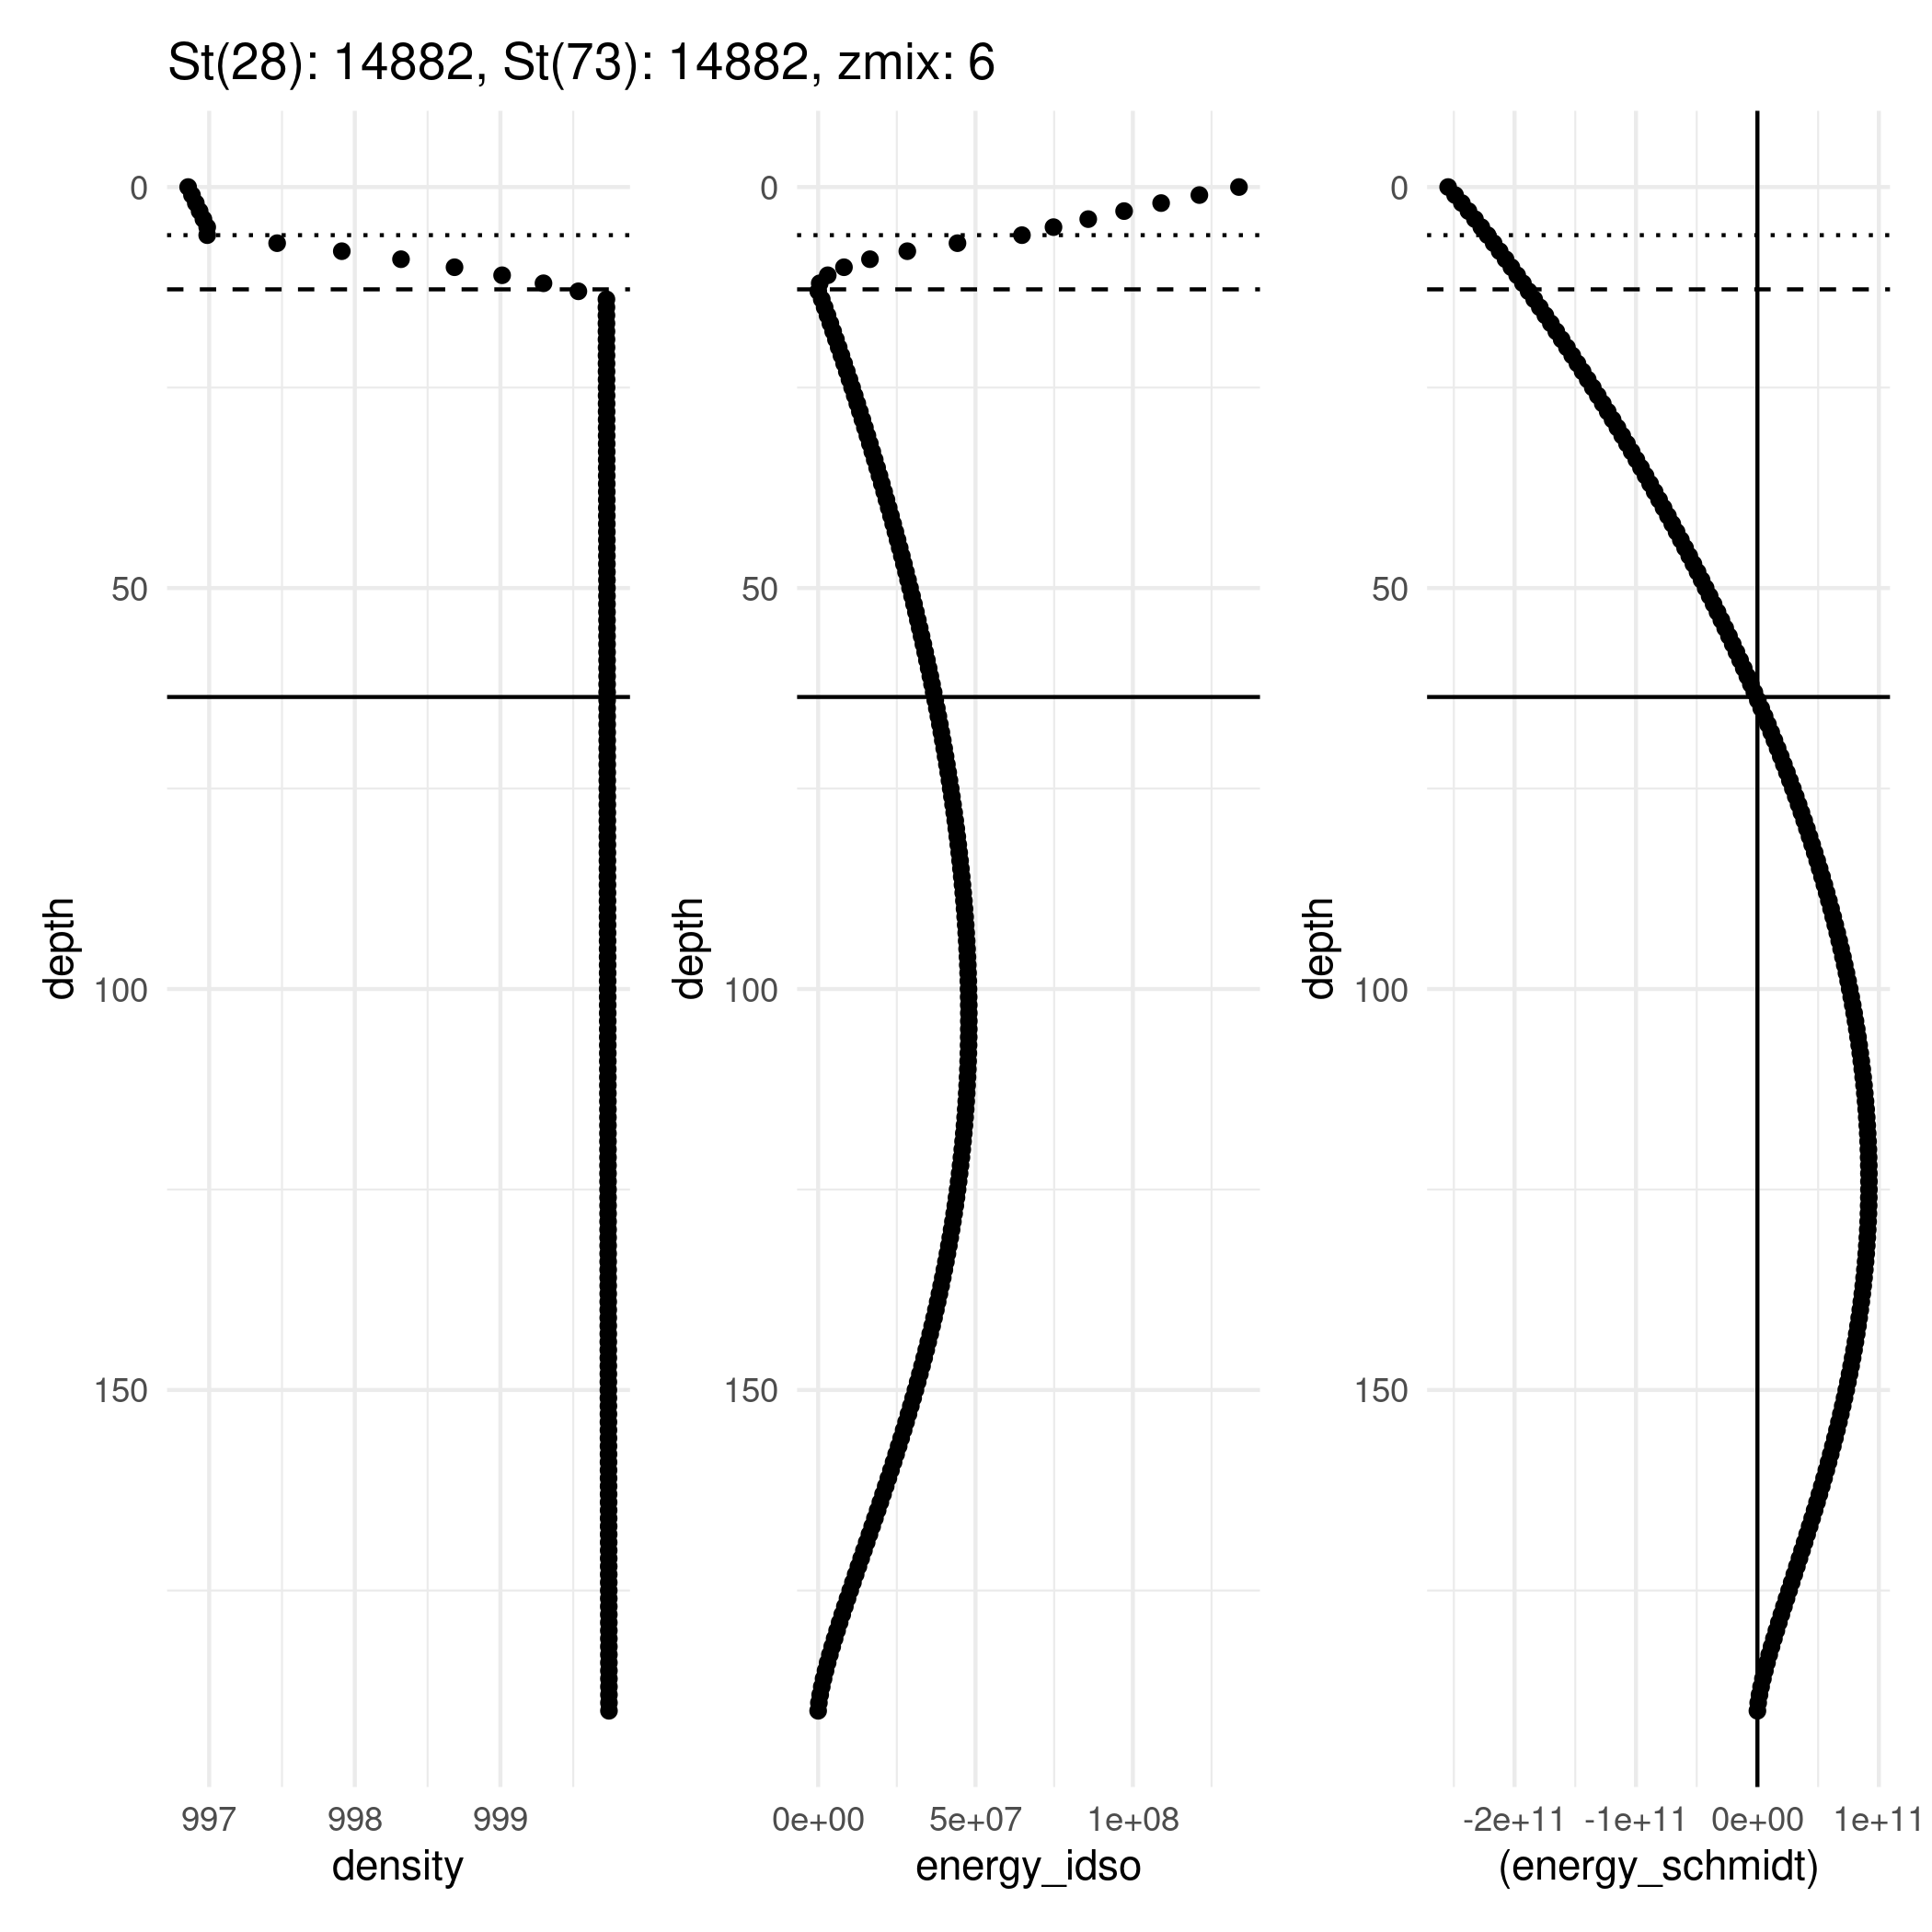 St(28): 14882, St(73): 14882, zmix: 6
0
50
100
150
depth
997 998 999
density
0
50
100
150
depth
0e+00 5e+07 1e+08
energy_idso
0
50
100
150
depth
-2e+11 -1e+11 0e+00 1e+11
(energy_schmidt)